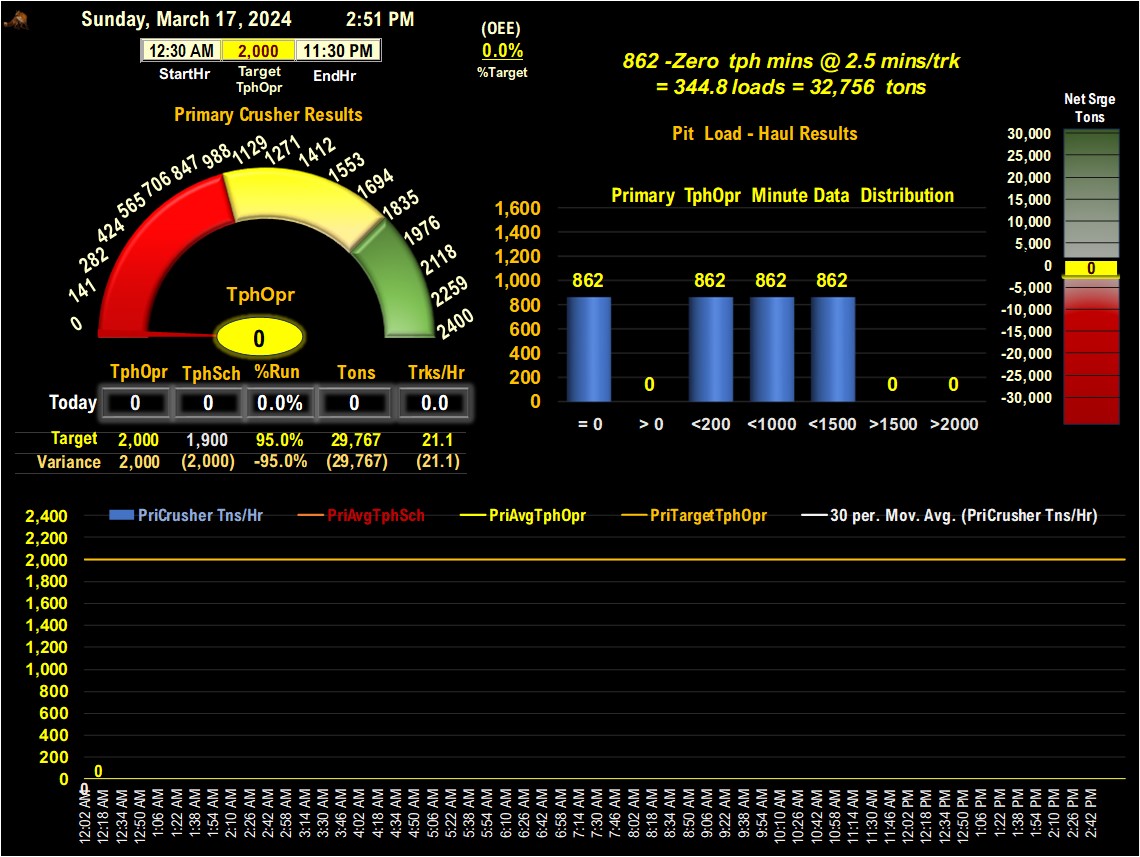 Sunday, March 17, 2024 2:51 PM
12:30 AM 2,000 11:30 PM
StartHr Target TphOpr EndHr
(OEE)
0.0%
%Target
862 -Zero tph mins @ 2.5 mins/trk
= 344.8 loads = 32,756 tons
Primary Crusher Results
0 141 282 424 565 706 847 988 1129 1271 1412 1553 1694 1835 1976 2118 2259 2400
TphOpr
0
TphOpr TphSch %Run Tons Trks/Hr
Today 0 0 0.0% 0 0.0
Target 2,000 1,900 95.0% 29,767 21.1
Variance 2,000 (2,000) -95.0% (29,767) (21.1)
Pit Load - Haul Results
Primary TphOpr Minute Data Distribution
1,600
1,400
1,200
1,000
800
600
400
200
0
862 0 862 862 862 0 0
= 0 > 0 <200 <1000 <1500 >1500 >2000
Net Srge
Tons
30,000
25,000
20,000
15,000
10,000
5,000
0 0
-5,000
-10,000
-15,000
-20,000
-25,000
-30,000
PriCrusher Tns/Hr PriAvgTphSch PriAvgTphOpr PriTargetTphOpr 30 per. Mov. Avg. (PriCrusher Tns/Hr)
2,400
2,200
2,000
1,800
1,600
1,400
1,200
1,000
800
600
400
200
0
0
0
12:02 AM 12:18 AM 12:34 AM 12:50 AM 1:06 AM 1:22 AM 1:38 AM 1:54 AM 2:10 AM 2:26 AM 2:42 AM 2:58 AM 3:14 AM 3:30 AM 3:46 AM 4:02 AM 4:18 AM 4:34 AM 4:50 AM 5:06 AM 5:22 AM 5:38 AM 5:54 AM 6:10 AM 6:26 AM 6:42 AM 6:58 AM 7:14 AM 7:30 AM 7:46 AM 8:02 AM 8:18 AM 8:34 AM 8:50 AM 9:06 AM 9:22 AM 9:38 AM 9:54 AM 10:10 AM 10:26 AM 10:42 AM 10:58 AM 11:14 AM 11:30 AM 11:46 AM 12:02 PM 12:18 PM 12:34 PM 12:50 PM 1:06 PM 1:22 PM 1:38 PM 1:54 PM 2:10 PM 2:26 PM 2:42 PM